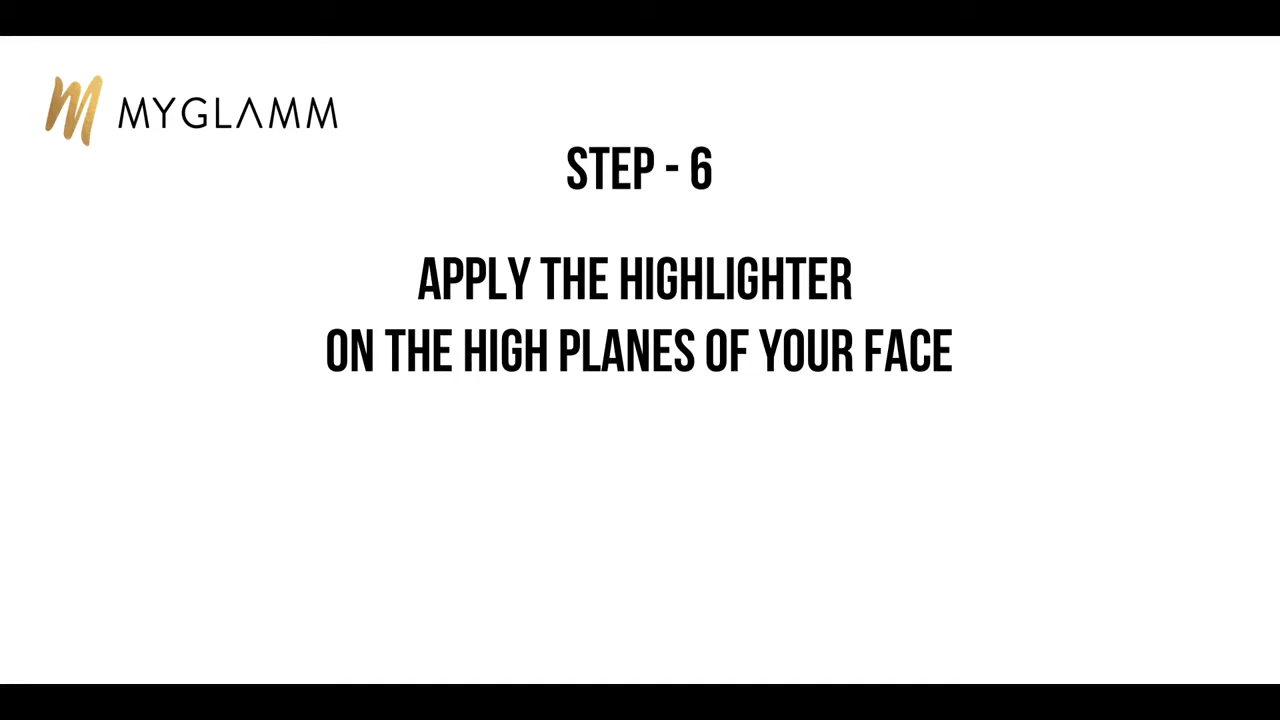 MYGLAMM
STEP - 6
APPLY THE HIGHLIGHTER
ON THE HIGH PLANES OF YOUR FACE